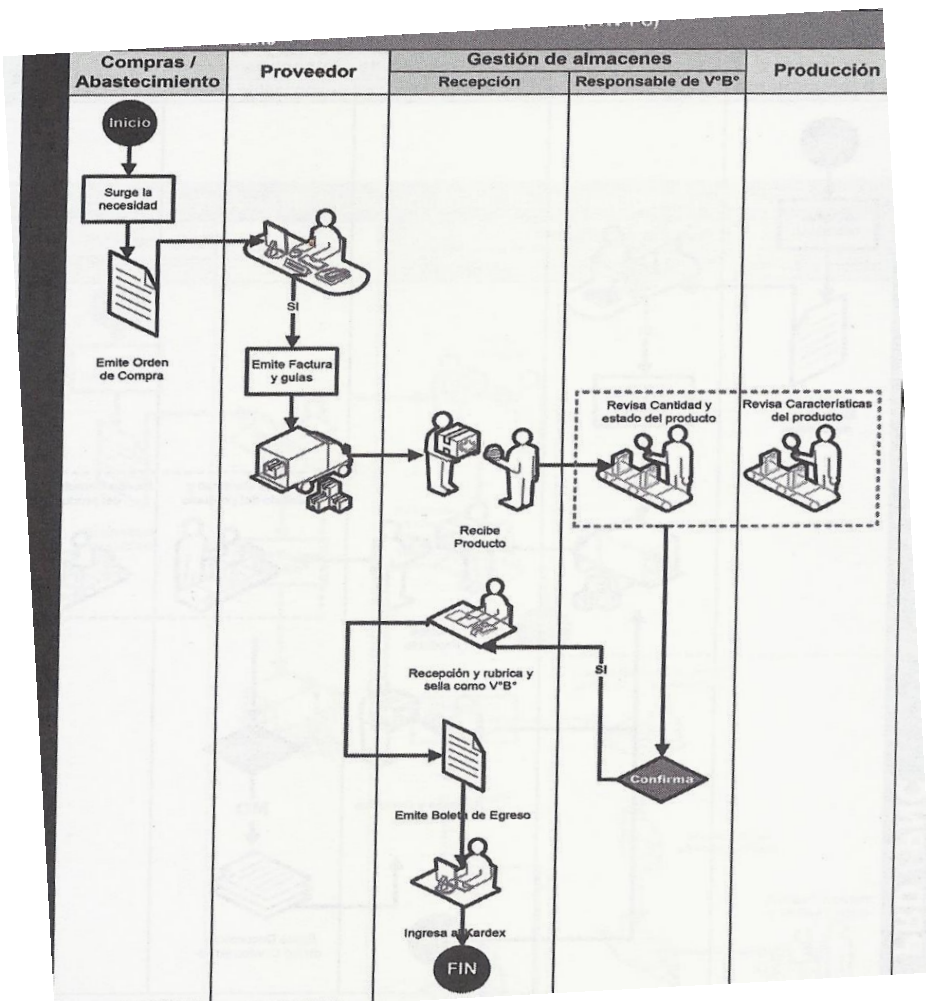 Compras /
Abastecimiento
Proveedor
Gestión de almacenes
Recepción
Responsable de V°B°
Producción
Inicio
Surge la
necesidad
Emite Orden
de Compra
SI
Emite Factura
y guías
Recibe
Producto
Revisa Cantidad y
estado del producto
Revisa Características
del producto
Confirma
SI
Recepción y rubrica y
sella como V°B°
Emite Boleta de Egreso
Ingresa al Kardex
FIN